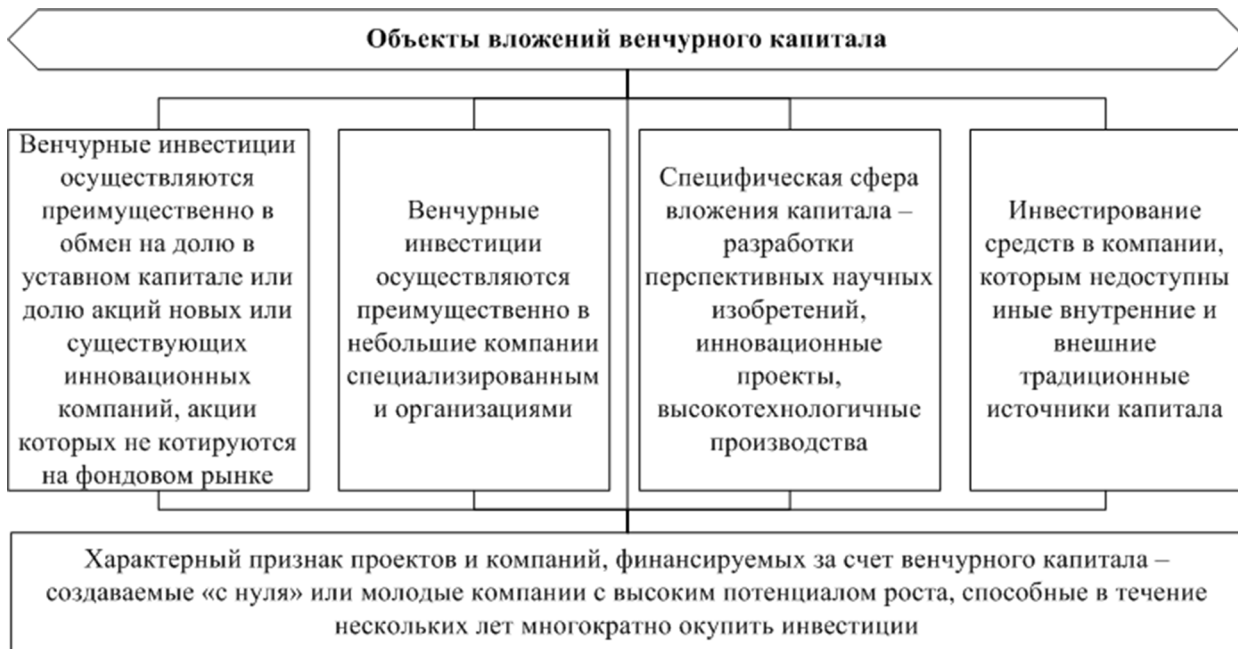 Объекты вложений венчурного капитала
Венчурные инвестиции
осуществляются
преимущественно в
обмен на долю в
уставном капитале или
долю акций новых или
существующих
инновационных
компаний, акции
которых не котируются
на фондовом рынке
Венчурные
инвестиции
осуществляются
преимущественно в
небольшие компании
специализированным
и организациями
Специфическая сфера
вложения капитала –
разработки
перспективных научных
изобретений,
инновационные
проекты,
высокотехнологичные
производства
Инвестирование
средств в компании,
которым недоступны
иные внутренние и
внешние
традиционные
источники капитала
Характерный признак проектов и компаний, финансируемых за счет венчурного капитала –
создаваемые «с нуля» или молодые компании с высоким потенциалом роста, способные в течение
нескольких лет многократно окупить инвестиции